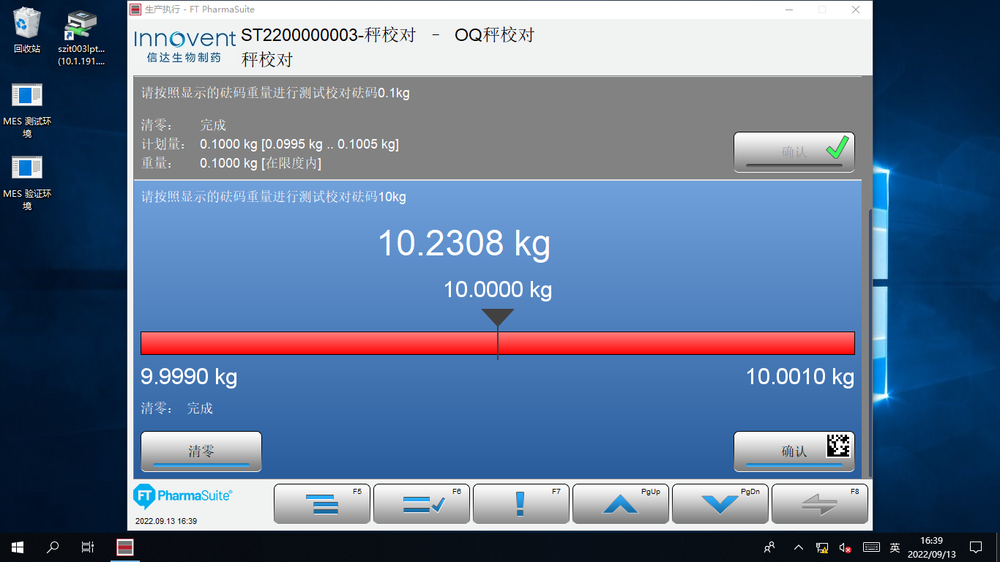 回收站
szit003lpt...
(10.1.191....
MES 测试环
境
MES 验证环
境
生产执行 - FT PharmaSuite
Innovent
信达生物制药
ST2200000003-秤校对 – OQ秤校对
秤校对
请按照显示的砝码重量进行测试校对砝码0.1kg
清零: 完成
计划量: 0.1000 kg [0.0995 kg .. 0.1005 kg]
重量: 0.1000 kg [在限度内]
确认
请按照显示的砝码重量进行测试校对砝码10kg
10.2308 kg
10.0000 kg
9.9990 kg 10.0010 kg
清零: 完成
清零 确认
FT PharmaSuite®
2022.09.13 16:39
F5 F6 F7 PgUp PgDn F8
英
16:39
2022/09/13